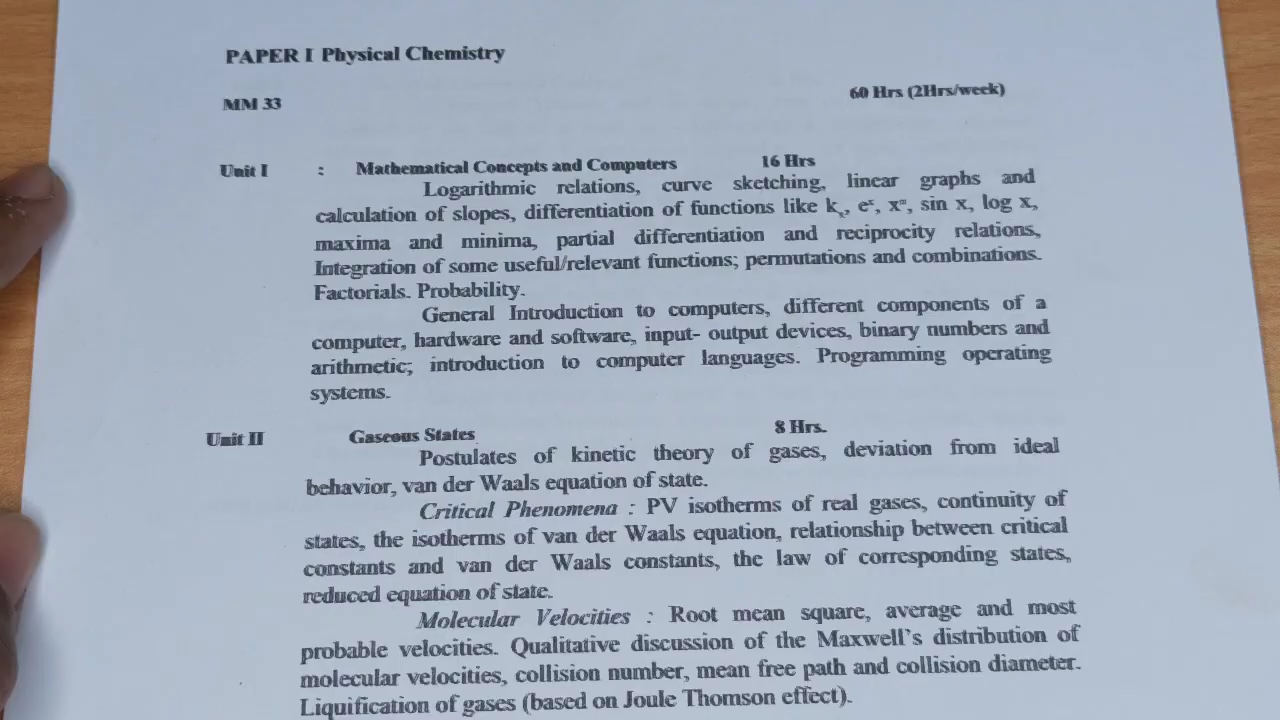 PAPER I Physical Chemistry
MM 33 60 Hrs (2Hrs/week)
Unit I : Mathematical Concepts and Computers 16 Hrs
Logarithmic relations, curve sketching, linear graphs and
calculation of slopes, differentiation of functions like kₓ, eˣ, xⁿ, sin x, log x,
maxima and minima, partial differentiation and reciprocity relations,
Integration of some useful/relevant functions; permutations and combinations.
Factorials. Probability.
General Introduction to computers, different components of a
computer, hardware and software, input- output devices, binary numbers and
arithmetic; introduction to computer languages. Programming operating
systems.
Unit II Gaseous States 8 Hrs.
Postulates of kinetic theory of gases, deviation from ideal
behavior, van der Waals equation of state.
Critical Phenomena : PV isotherms of real gases, continuity of
states, the isotherms of van der Waals equation, relationship between critical
constants and van der Waals constants, the law of corresponding states,
reduced equation of state.
Molecular Velocities : Root mean square, average and most
probable velocities. Qualitative discussion of the Maxwell's distribution of
molecular velocities, collision number, mean free path and collision diameter.
Liquification of gases (based on Joule Thomson effect).